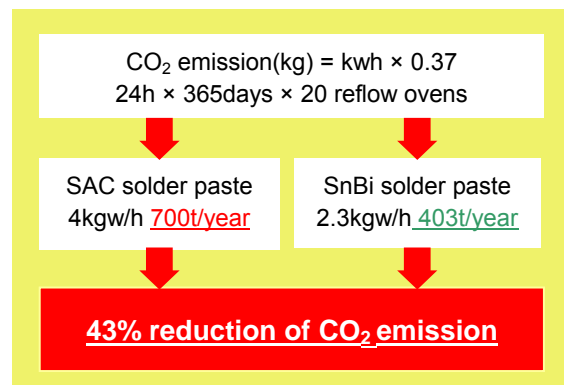 CO₂ emission(kg) = kwh × 0.37
24h × 365days × 20 reflow ovens
SAC solder paste
4kgw/h 700t/year
SnBi solder paste
2.3kgw/h 403t/year
43% reduction of CO₂ emission